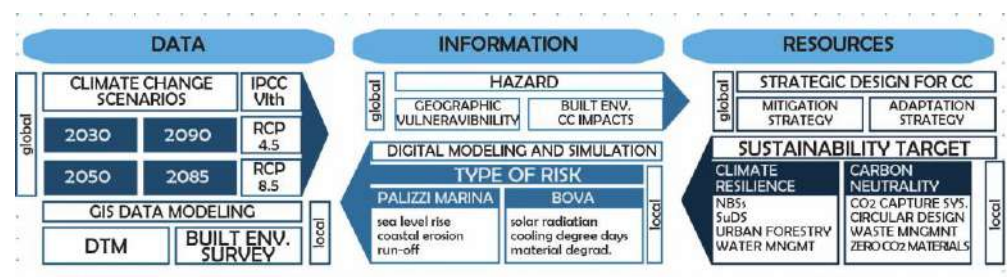 DATA
INFORMATION
RESOURCES
global
CLIMATE CHANGE
SCENARIOS
IPCC
VIth
2030
2090
RCP
4.5
2050
2085
RCP
8.5
GIS DATA MODELING
DTM
BUILT ENV.
SURVEY
local
global
HAZARD
GEOGRAPHIC
VULNERAVIBNILITY
BUILT ENV.
CC IMPACTS
DIGITAL MODELING AND SIMULATION
TYPE OF RISK
PALIZZI MARINA
BOVA
sea level rise
coastal erosion
run-off
solar radiatian
cooling degree days
material degrad.
local
global
STRATEGIC DESIGN FOR CC
MITIGATION
STRATEGY
ADAPTATION
STRATEGY
SUSTAINABILITY TARGET
CLIMATE
RESILIENCE
CARBON
NEUTRALITY
NBSs
SuDS
URBAN FORESTRY
WATER MNGMT
CO2 CAPTURE SYS.
CIRCULAR DESIGN
WASTE MNGMNT
ZERO CO2 MATERIALS
local